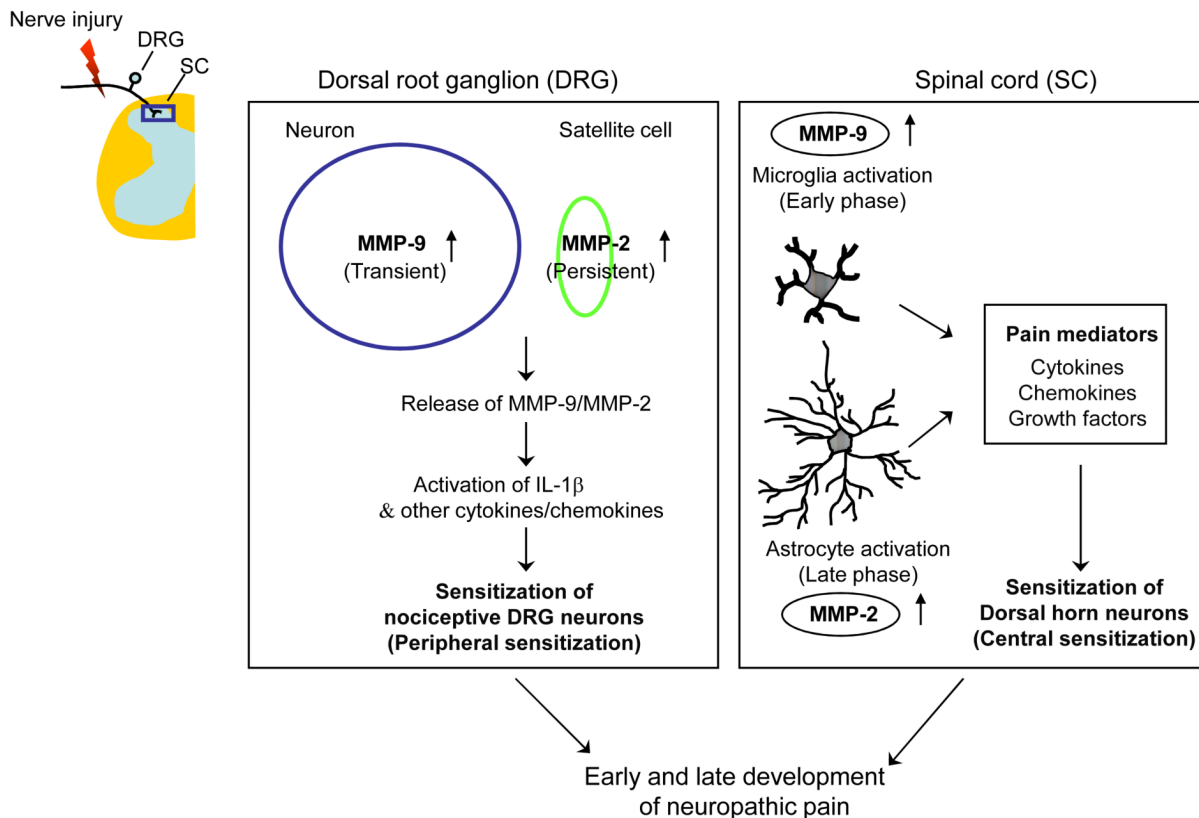 Nerve injury
DRG
SC
Dorsal root ganglion (DRG)
Neuron
Satellite cell
MMP-9
(Transient)
MMP-2
(Persistent)
Release of MMP-9/MMP-2
Activation of IL-1β
& other cytokines/chemokines
Sensitization of
nociceptive DRG neurons
(Peripheral sensitization)
Spinal cord (SC)
MMP-9
Microglia activation
(Early phase)
Pain mediators
Cytokines
Chemokines
Growth factors
Astrocyte activation
(Late phase)
MMP-2
Sensitization of
Dorsal horn neurons
(Central sensitization)
Early and late development
of neuropathic pain